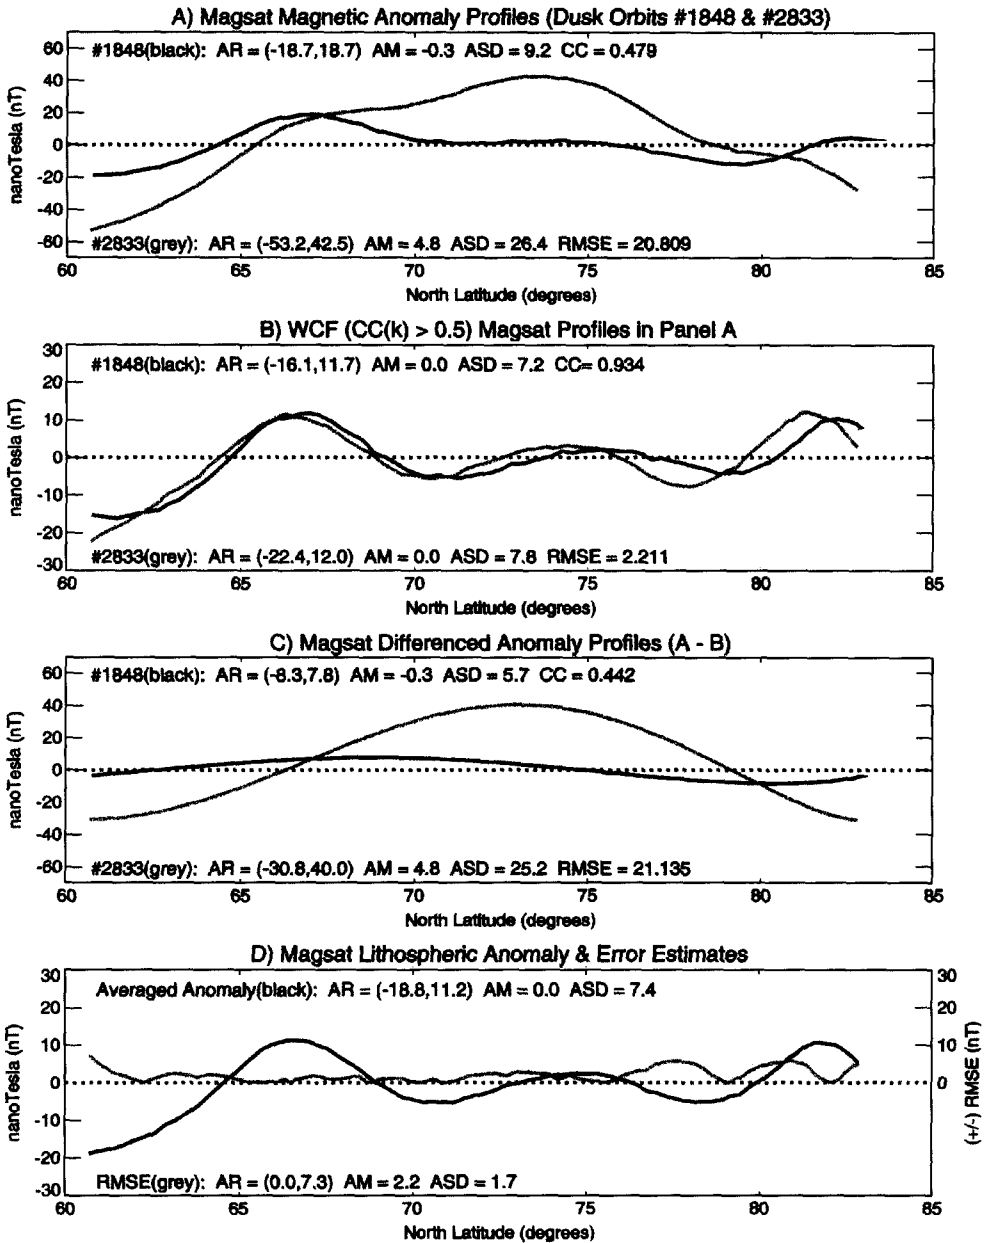 A) Magsat Magnetic Anomaly Profiles (Dusk Orbits #1848 & #2833)
#1848(black): AR = (-18.7,18.7) AM = -0.3 ASD = 9.2 CC = 0.479
60
40
20
0
-20
-40
-60
nanoTesla (nT)
#2833(grey): AR = (-53.2,42.5) AM = 4.8 ASD = 26.4 RMSE = 20.809
60 65 70 75 80 85
North Latitude (degrees)
B) WCF (CC(k) > 0.5) Magsat Profiles in Panel A
#1848(black): AR = (-16.1,11.7) AM = 0.0 ASD = 7.2 CC= 0.934
30
20
10
0
-10
-20
-30
nanoTesla (nT)
#2833(grey): AR = (-22.4,12.0) AM = 0.0 ASD = 7.8 RMSE = 2.211
60 65 70 75 80 85
North Latitude (degrees)
C) Magsat Differenced Anomaly Profiles (A - B)
#1848(black): AR = (-8.3,7.8) AM = -0.3 ASD = 5.7 CC = 0.442
60
40
20
0
-20
-40
-60
nanoTesla (nT)
#2833(grey): AR = (-30.8,40.0) AM = 4.8 ASD = 25.2 RMSE = 21.135
60 65 70 75 80 85
North Latitude (degrees)
D) Magsat Lithospheric Anomaly & Error Estimates
Averaged Anomaly(black): AR = (-18.8,11.2) AM = 0.0 ASD = 7.4
30
20
10
0
-10
-20
-30
nanoTesla (nT)
30
20
10
0
(+/-) RMSE (nT)
RMSE(grey): AR = (0.0,7.3) AM = 2.2 ASD = 1.7
60 65 70 75 80 85
North Latitude (degrees)